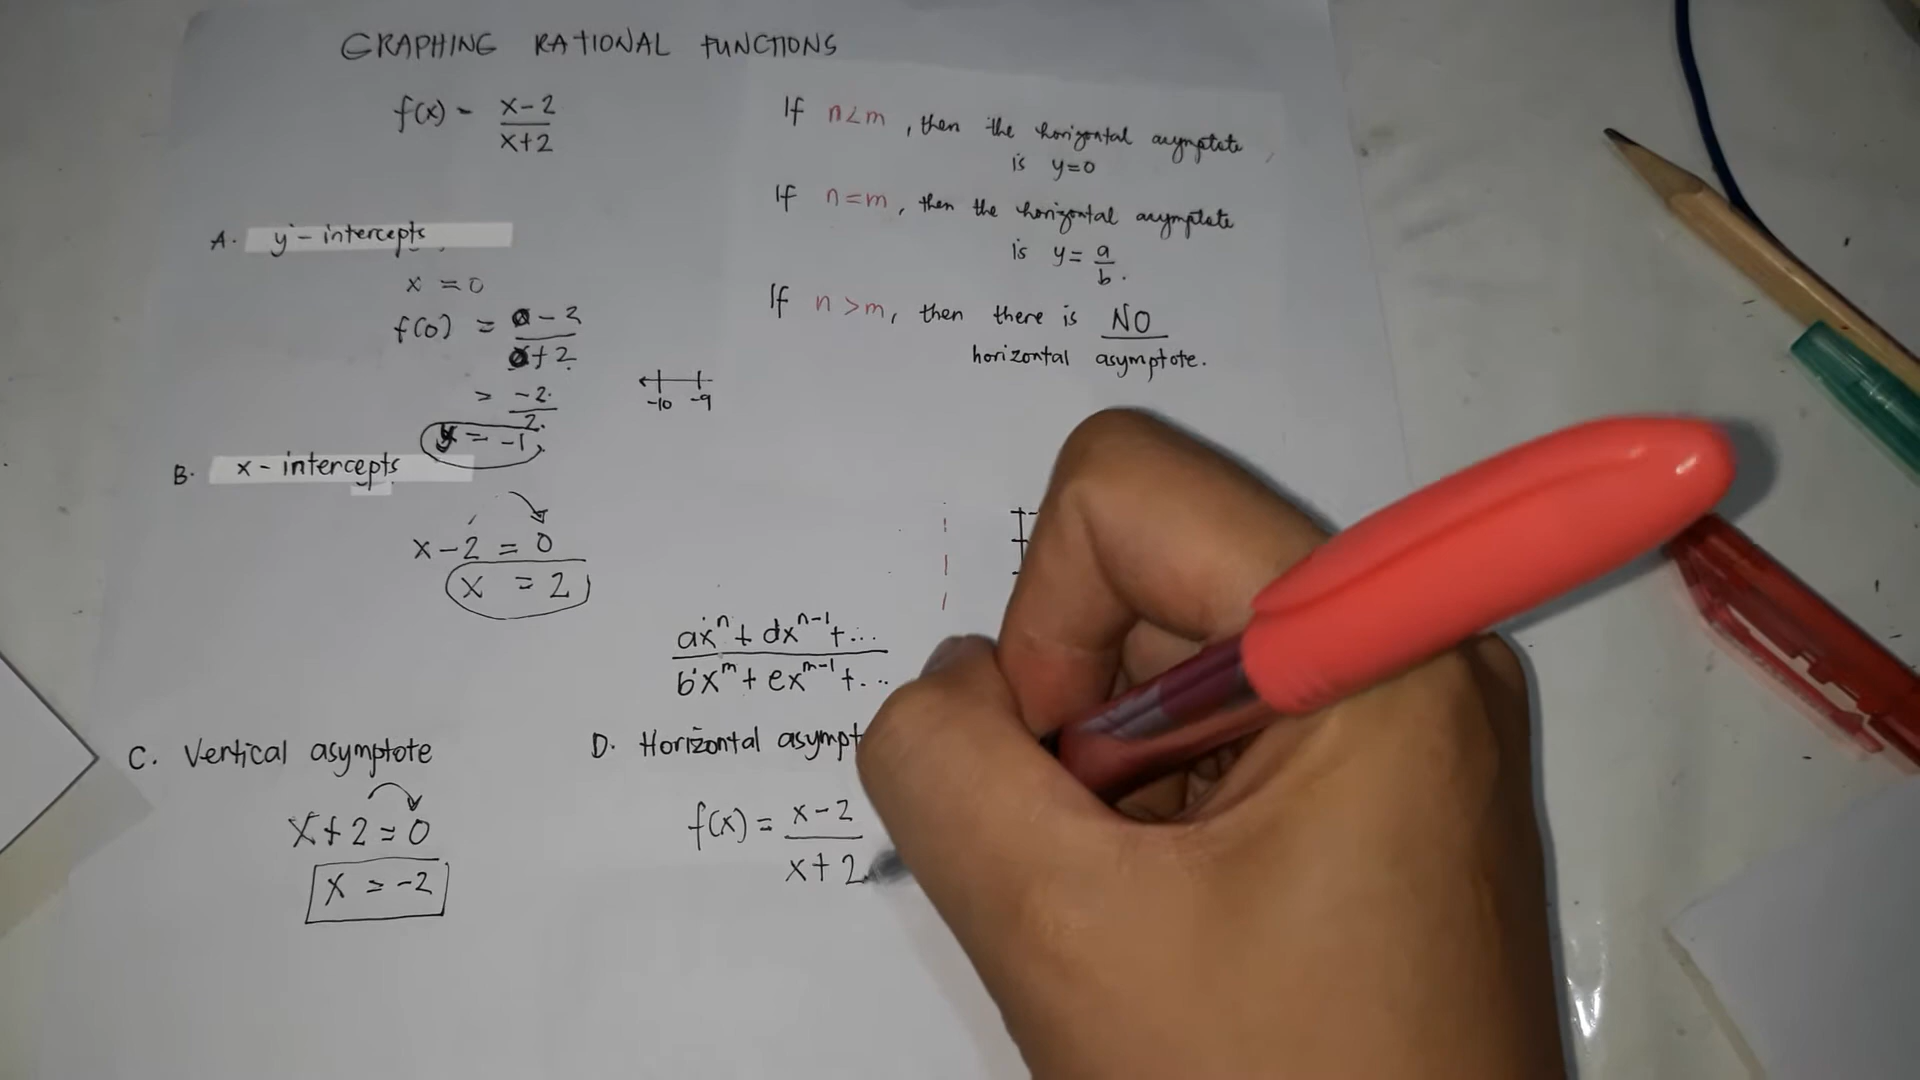 GRAPHING RATIONAL FUNCTIONS
f(x) = x-2 / x+2
A. y-intercepts
x = 0
f(0) = 0-2 / 0+2
= -2 / 2
y = -1
B. x-intercepts
x-2 = 0
x = 2
If n<m, then the horizontal asymptote
is y=0
If n=m, then the horizontal asymptote
is y= a/b.
If n>m, then there is NO
horizontal asymptote.
-10 -9
ax^n + dx^n-1 + ...
bx^m + ex^m-1 + ...
C. Vertical asymptote
x+2=0
x = -2
D. Horizontal asympt
f(x) = x-2 / x+2